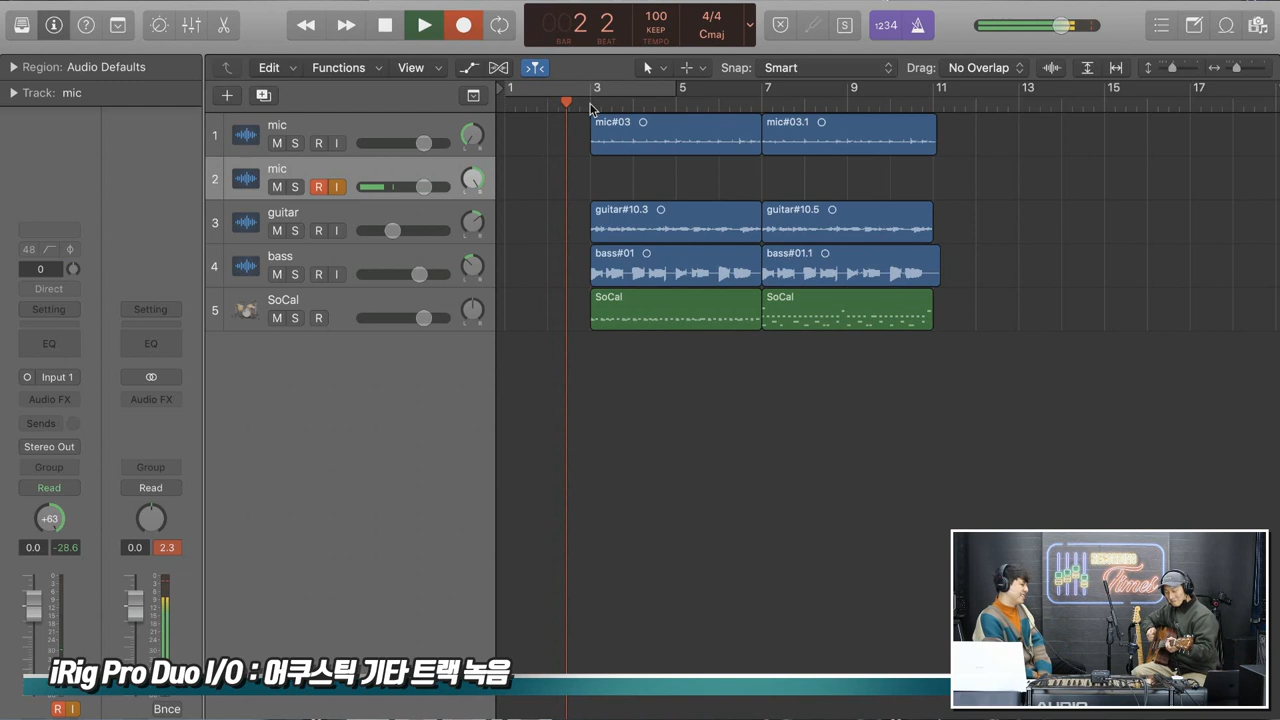 2 2
BAR BEAT
100
KEEP
TEMPO
4/4
Cmaj
S
1234
Region: Audio Defaults
Track: mic
Edit Functions View
Snap: Smart
Drag: No Overlap
1 3 5 7 9 11 13 15 17
1 mic
M S R I
2 mic
M S R I
3 guitar
M S R I
4 bass
M S R I
5 SoCal
M S R
mic#03 mic#03.1
guitar#10.3 guitar#10.5
bass#01 bass#01.1
SoCal SoCal
48
0
Direct
Setting Setting
EQ EQ
Input 1
Audio FX Audio FX
Sends
Stereo Out
Group Group
Read Read
+63
0.0 -28.6 0.0 2.3
R I Bnce
iRig Pro Duo I/O : 어쿠스틱 기타 트랙 녹음
Times
AUDIO